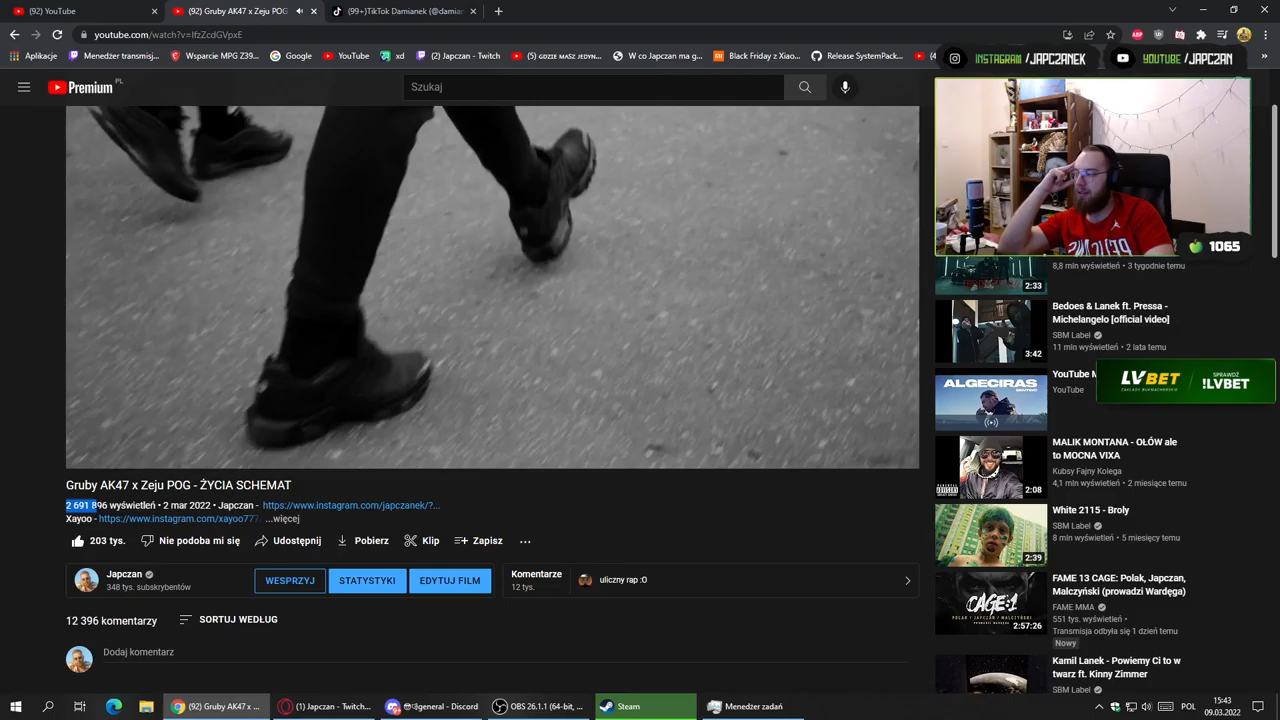 (92) YouTube
(92) Gruby AK47 x Zeju POG -
(99+)TikTok Damianek (@damiar
youtube.com/watch?v=IfzZcdGVpxE
Aplikacje
Menedżer transmisj...
Wsparcie MPG Z39...
Google
YouTube
xd
(2) Japczan - Twitch
W co Japczan ma g...
Black Friday z Xiao...
Release SystemPack...
INSTAGRAM /JAPCZANEK
YOUTUBE /JAPCZAN
Premium PL
Szukaj
1065
8,8 mln wyświetleń • 3 tygodnie temu
2:33
Bedoes & Lanek ft. Pressa -
Michelangelo [official video]
SBM Label
11 mln wyświetleń • 2 lata temu
3:42
YouTube M
YouTube
LVBET
ZAKŁADY BUKMACHERSKIE
SPRAWDŹ
!LVBET
ALGECIRAS
MALIK MONTANA - OŁÓW ale
to MOCNA VIXA
Kubsy Fajny Kolega
4,1 mln wyświetleń • 2 miesiące temu
2:08
White 2115 - Broly
SBM Label
8 mln wyświetleń • 5 miesięcy temu
2:39
FAME 13 CAGE: Polak, Japczan,
Malczyński (prowadzi Wardęga)
FAME MMA
551 tys. wyświetleń •
Transmisja odbyła się 1 dzień temu
Nowy
CAGE:1
POLAK / JAPCZAN / MALCZYŃSKI
2:57:26
Kamil Lanek - Powiemy Ci to w
twarz ft. Kinny Zimmer
SBM Label
Gruby AK47 x Zeju POG - ŻYCIA SCHEMAT
2 691 896 wyświetleń • 2 mar 2022 • Japczan - https://www.instagram.com/japczanek/?...
Xayoo - https://www.instagram.com/xayoo777 ...więcej
203 tys.
Nie podoba mi się
Udostępnij
Pobierz
Klip
Zapisz
Japczan
348 tys. subskrybentów
WESPRZYJ
STATYSTYKI
EDYTUJ FILM
Komentarze
12 tys.
uliczny rap :O
12 396 komentarzy
SORTUJ WEDŁUG
Dodaj komentarz
(92) Gruby AK47 x ...
(1) Japczan - Twitch...
general - Discord
OBS 26.1.1 (64-bit, ...
Steam
Menedżer zadań
POL
15:43
09.03.2022